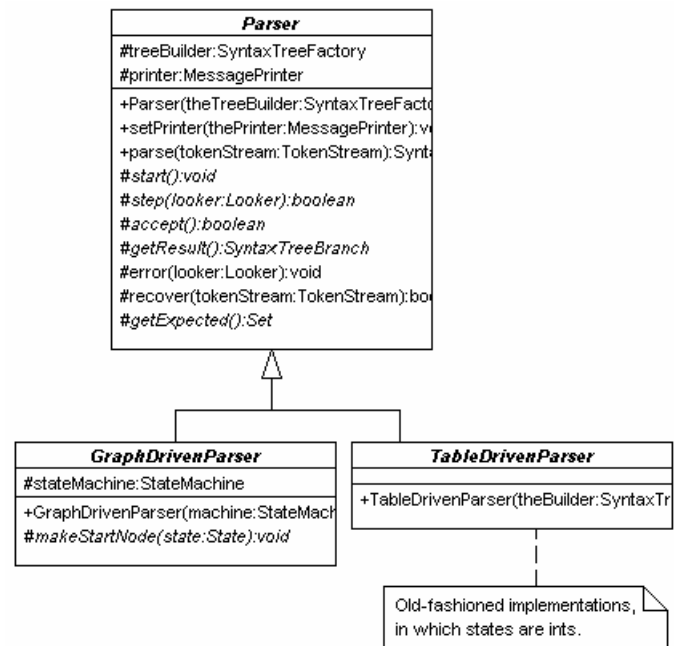 Parser
#treeBuilder:SyntaxTreeFactory
#printer:MessagePrinter
+Parser(theTreeBuilder:SyntaxTreeFacto
+setPrinter(thePrinter:MessagePrinter):v
+parse(tokenStream:TokenStream):Synta
#start():void
#step(looker:Looker):boolean
#accept():boolean
#getResult():SyntaxTreeBranch
#error(looker:Looker):void
#recover(tokenStream:TokenStream):boo
#getExpected():Set
GraphDrivenParser
#stateMachine:StateMachine
+GraphDrivenParser(machine:StateMach
#makeStartNode(state:State):void
TableDrivenParser
+TableDrivenParser(theBuilder:SyntaxTr
Old-fashioned implementations,
in which states are ints.